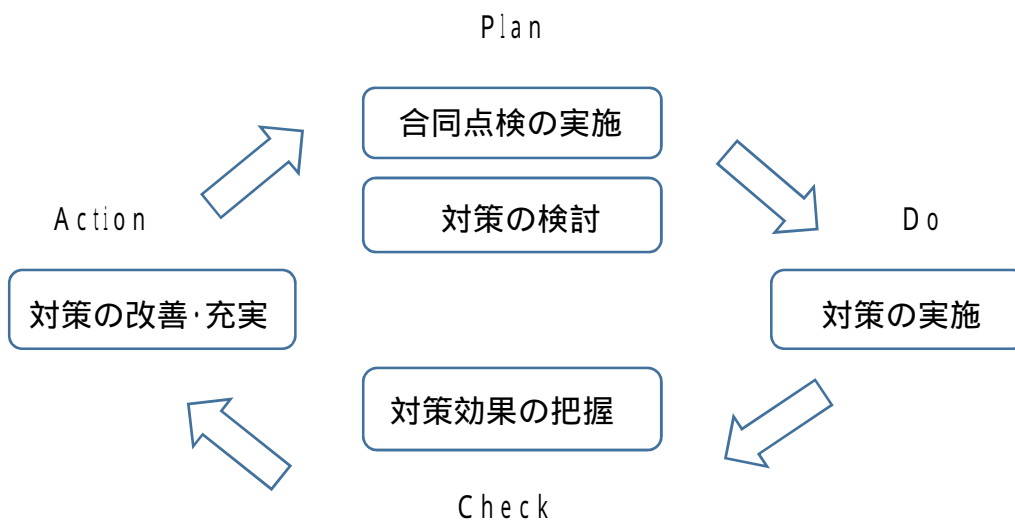 Plan
合同点検の実施
対策の検討
Action
Do
対策の改善・充実
対策の実施
対策効果の把握
Check